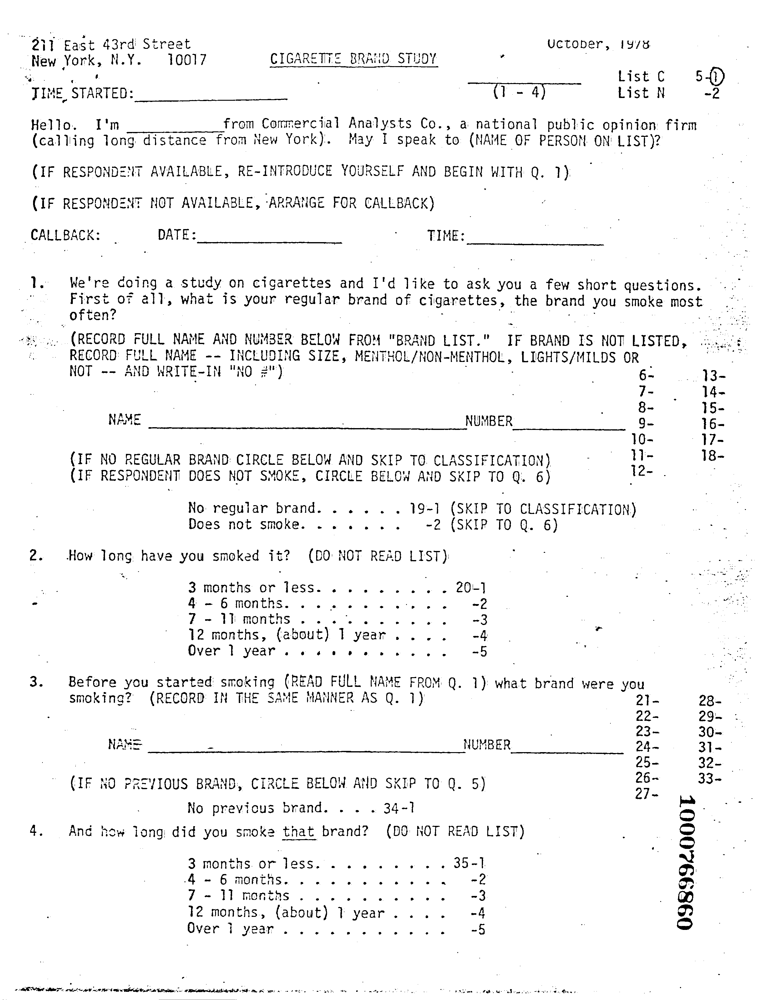 211 East 43rd Street October, 1978
New York, N.Y. 10017 CIGARETTE BRAND STUDY
List C 5-1
TIME STARTED:____________ (1 - 4) List N -2
Hello. I'm __________from Commercial Analysts Co., a national public opinion firm
(calling long distance from New York). May I speak to (NAME OF PERSON ON LIST)?
(IF RESPONDENT AVAILABLE, RE-INTRODUCE YOURSELF AND BEGIN WITH Q. 1)
(IF RESPONDENT NOT AVAILABLE, ARRANGE FOR CALLBACK)
CALLBACK: DATE:____________ TIME:____________
1. We're doing a study on cigarettes and I'd like to ask you a few short questions.
First of all, what is your regular brand of cigarettes, the brand you smoke most
often?
(RECORD FULL NAME AND NUMBER BELOW FROM "BRAND LIST." IF BRAND IS NOT LISTED,
RECORD FULL NAME -- INCLUDING SIZE, MENTHOL/NON-MENTHOL, LIGHTS/MILDS OR
NOT -- AND WRITE-IN "NO #")
6- 13-
7- 14-
8- 15-
NAME ____________ NUMBER____________ 9- 16-
10- 17-
11- 18-
12-
(IF NO REGULAR BRAND CIRCLE BELOW AND SKIP TO CLASSIFICATION)
(IF RESPONDENT DOES NOT SMOKE, CIRCLE BELOW AND SKIP TO Q. 6)
No regular brand. . . . . . 19-1 (SKIP TO CLASSIFICATION)
Does not smoke. . . . . . . -2 (SKIP TO Q. 6)
2. How long have you smoked it? (DO NOT READ LIST)
3 months or less. . . . . . . . . 20-1
4 - 6 months. . . . . . . . . . . -2
7 - 11 months . . . . . . . . . . -3
12 months, (about) 1 year . . . . -4
Over 1 year . . . . . . . . . . . -5
3. Before you started smoking (READ FULL NAME FROM Q. 1) what brand were you
smoking? (RECORD IN THE SAME MANNER AS Q. 1)
21- 28-
22- 29-
23- 30-
NAME ____________ NUMBER____________ 24- 31-
25- 32-
26- 33-
27-
(IF NO PREVIOUS BRAND, CIRCLE BELOW AND SKIP TO Q. 5)
No previous brand. . . . 34-1
4. And how long did you smoke that brand? (DO NOT READ LIST)
3 months or less. . . . . . . . . 35-1
4 - 6 months. . . . . . . . . . . -2
7 - 11 months . . . . . . . . . . -3
12 months, (about) 1 year . . . . -4
Over 1 year . . . . . . . . . . . -5
1000766860